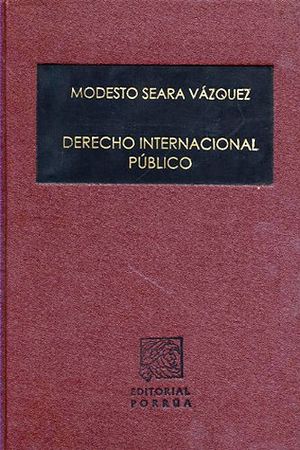 MODESTO SEARA VÁZQUEZ
DERECHO INTERNACIONAL
PÚBLICO
EDITORIAL
PORRÚA